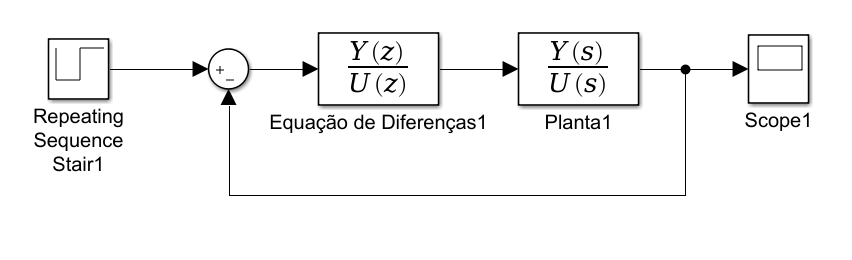 +
−
Y(z)
U(z)
Y(s)
U(s)
Repeating
Sequence
Stair1
Equação de Diferenças1
Planta1
Scope1